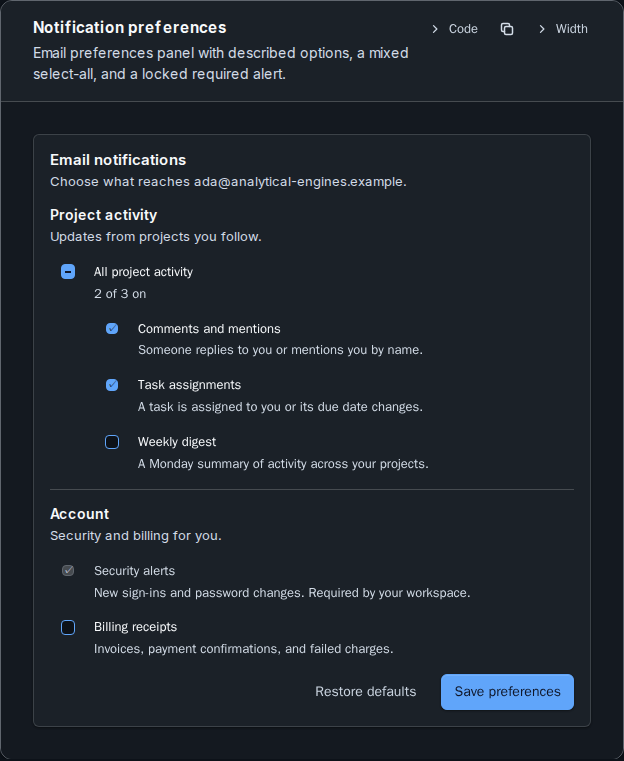 Notification preferences
Code
Width
Email preferences panel with described options, a mixed
select-all, and a locked required alert.
Email notifications
Choose what reaches ada@analytical-engines.example.
Project activity
Updates from projects you follow.
All project activity
2 of 3 on
Comments and mentions
Someone replies to you or mentions you by name.
Task assignments
A task is assigned to you or its due date changes.
Weekly digest
A Monday summary of activity across your projects.
Account
Security and billing for you.
Security alerts
New sign-ins and password changes. Required by your workspace.
Billing receipts
Invoices, payment confirmations, and failed charges.
Restore defaults
Save preferences